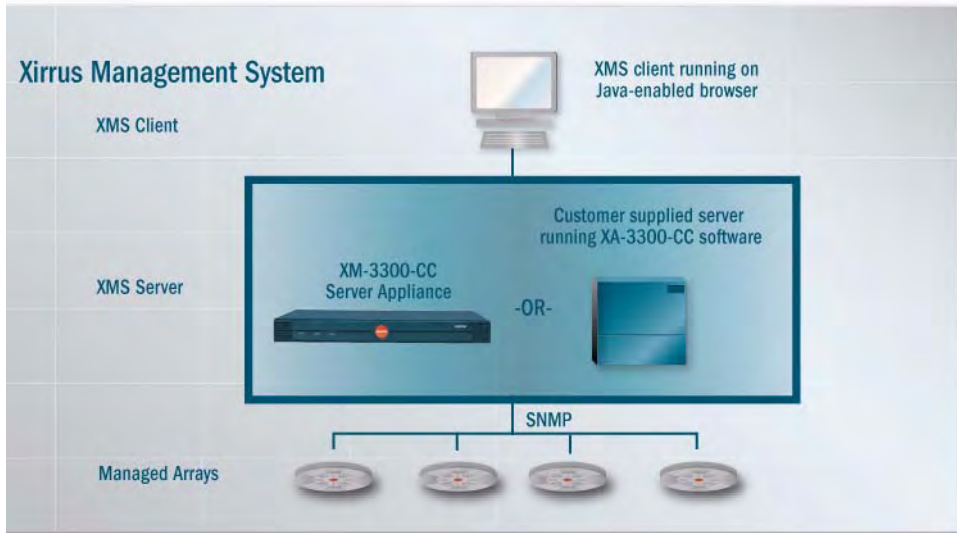 Xirrus Management System
XMS client running on
Java-enabled browser
XMS Client
Customer supplied server
running XA-3300-CC software
XM-3300-CC
Server Appliance
-OR-
XMS Server
SNMP
Managed Arrays